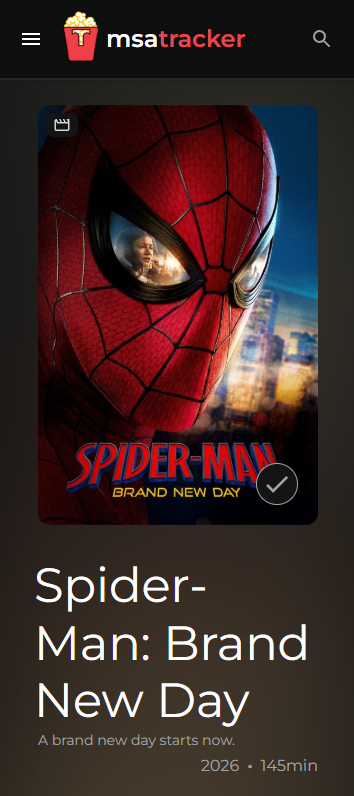 msatracker
SPIDER-MAN
BRAND NEW DAY
Spider-
Man: Brand
New Day
A brand new day starts now.
2026 • 145min